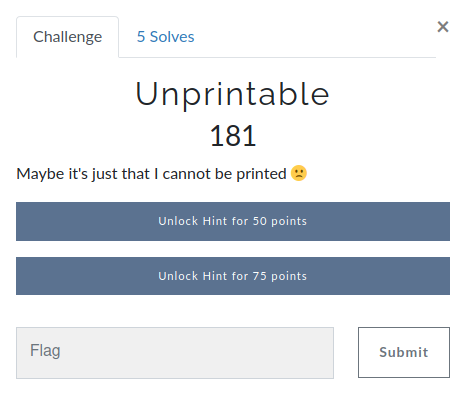 Challenge
5 Solves
×
Unprintable
181
Maybe it's just that I cannot be printed 🙁
Unlock Hint for 50 points
Unlock Hint for 75 points
Flag
Submit